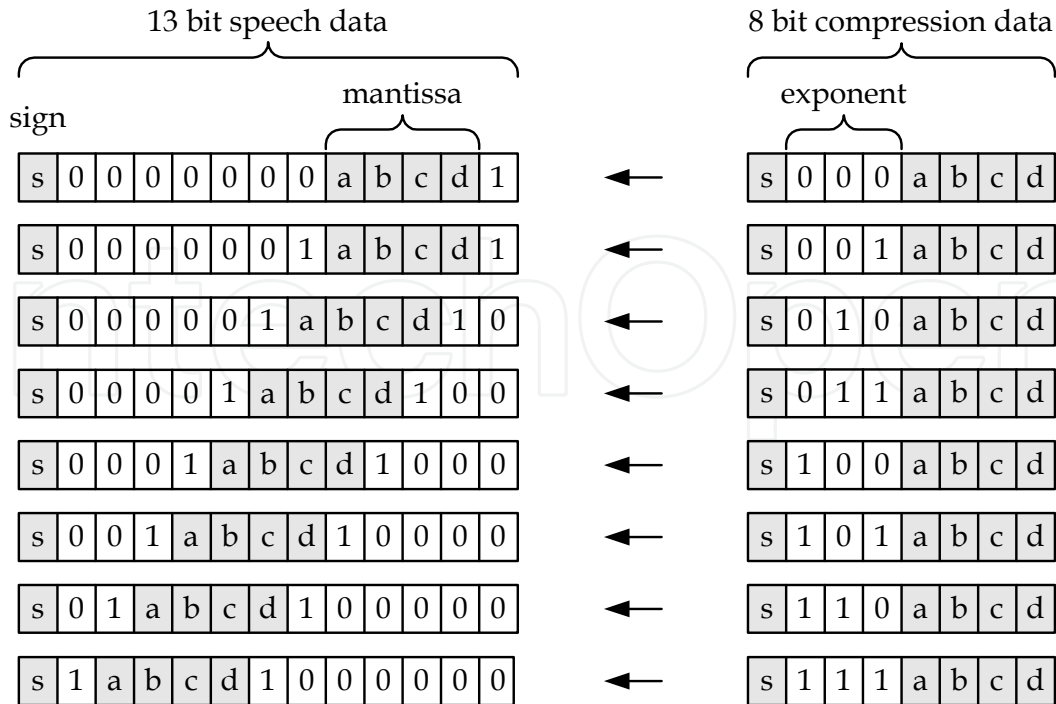 13 bit speech data 8 bit compression data
mantissa exponent
sign
s 0 0 0 0 0 0 0 a b c d 1 s 0 0 0 a b c d
s 0 0 0 0 0 0 1 a b c d 1 s 0 0 1 a b c d
s 0 0 0 0 0 1 a b c d 1 0 s 0 1 0 a b c d
s 0 0 0 0 1 a b c d 1 0 0 s 0 1 1 a b c d
s 0 0 0 1 a b c d 1 0 0 0 s 1 0 0 a b c d
s 0 0 1 a b c d 1 0 0 0 0 s 1 0 1 a b c d
s 0 1 a b c d 1 0 0 0 0 0 s 1 1 0 a b c d
s 1 a b c d 1 0 0 0 0 0 0 s 1 1 1 a b c d
ntechOpen